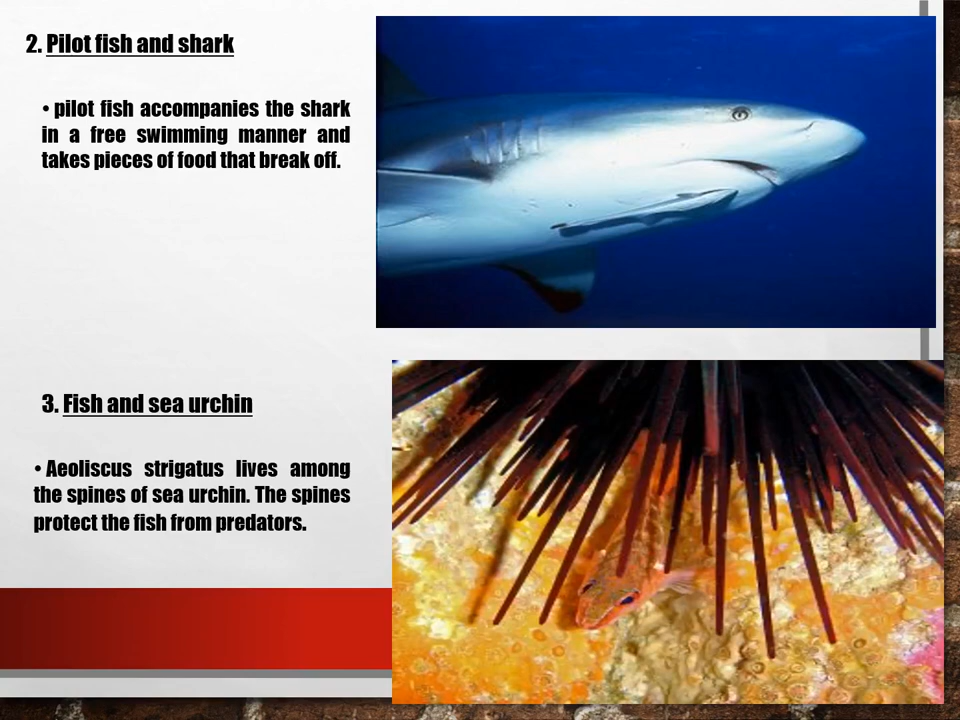 2. Pilot fish and shark
• pilot fish accompanies the shark
in a free swimming manner and
takes pieces of food that break off.
3. Fish and sea urchin
• Aeoliscus strigatus lives among
the spines of sea urchin. The spines
protect the fish from predators.